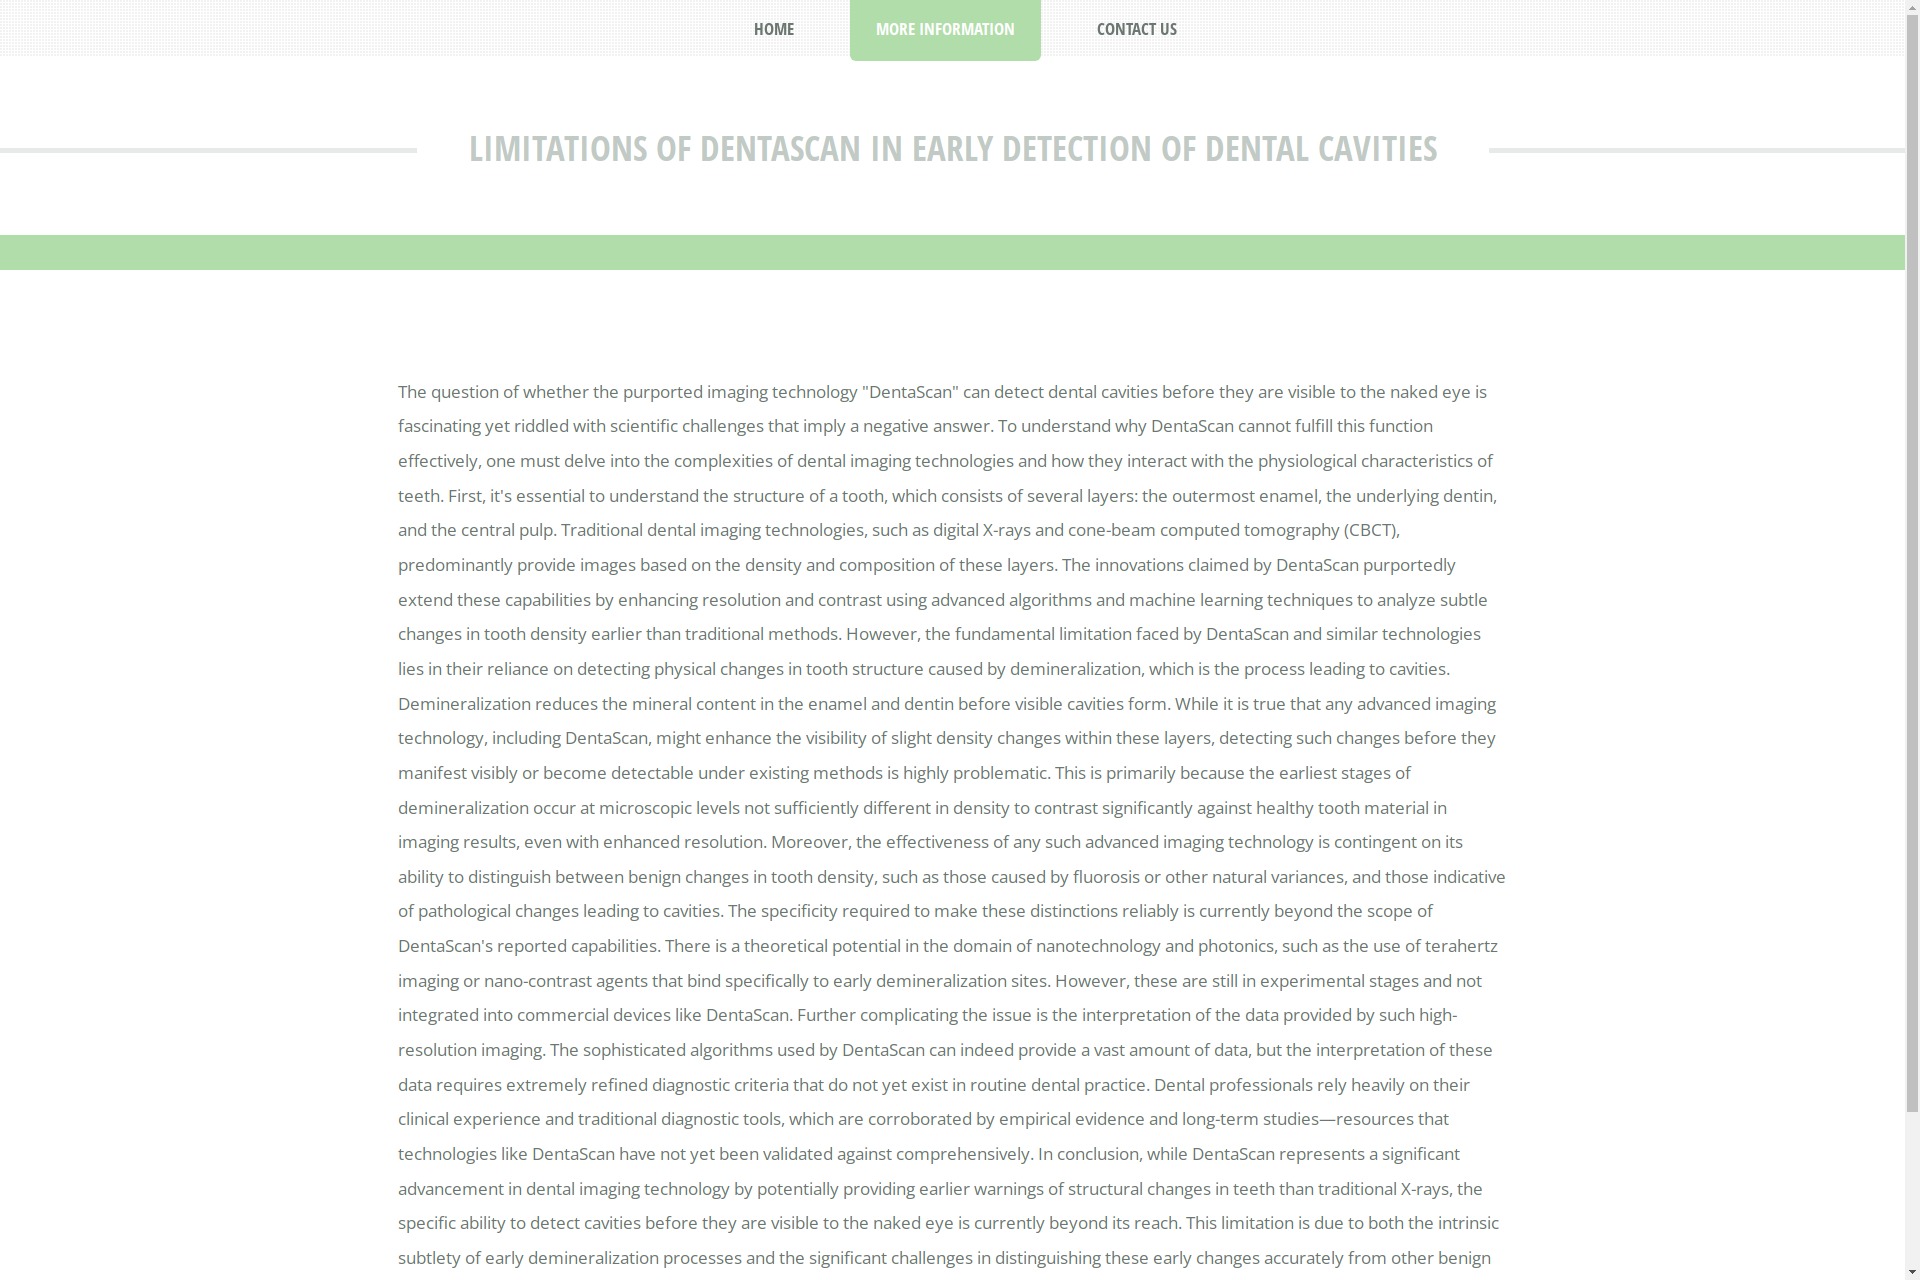 HOME
MORE INFORMATION
CONTACT US
LIMITATIONS OF DENTASCAN IN EARLY DETECTION OF DENTAL CAVITIES
The question of whether the purported imaging technology "DentaScan" can detect dental cavities before they are visible to the naked eye is
fascinating yet riddled with scientific challenges that imply a negative answer. To understand why DentaScan cannot fulfill this function
effectively, one must delve into the complexities of dental imaging technologies and how they interact with the physiological characteristics of
teeth. First, it's essential to understand the structure of a tooth, which consists of several layers: the outermost enamel, the underlying dentin,
and the central pulp. Traditional dental imaging technologies, such as digital X-rays and cone-beam computed tomography (CBCT),
predominantly provide images based on the density and composition of these layers. The innovations claimed by DentaScan purportedly
extend these capabilities by enhancing resolution and contrast using advanced algorithms and machine learning techniques to analyze subtle
changes in tooth density earlier than traditional methods. However, the fundamental limitation faced by DentaScan and similar technologies
lies in their reliance on detecting physical changes in tooth structure caused by demineralization, which is the process leading to cavities.
Demineralization reduces the mineral content in the enamel and dentin before visible cavities form. While it is true that any advanced imaging
technology, including DentaScan, might enhance the visibility of slight density changes within these layers, detecting such changes before they
manifest visibly or become detectable under existing methods is highly problematic. This is primarily because the earliest stages of
demineralization occur at microscopic levels not sufficiently different in density to contrast significantly against healthy tooth material in
imaging results, even with enhanced resolution. Moreover, the effectiveness of any such advanced imaging technology is contingent on its
ability to distinguish between benign changes in tooth density, such as those caused by fluorosis or other natural variances, and those indicative
of pathological changes leading to cavities. The specificity required to make these distinctions reliably is currently beyond the scope of
DentaScan's reported capabilities. There is a theoretical potential in the domain of nanotechnology and photonics, such as the use of terahertz
imaging or nano-contrast agents that bind specifically to early demineralization sites. However, these are still in experimental stages and not
integrated into commercial devices like DentaScan. Further complicating the issue is the interpretation of the data provided by such high-
resolution imaging. The sophisticated algorithms used by DentaScan can indeed provide a vast amount of data, but the interpretation of these
data requires extremely refined diagnostic criteria that do not yet exist in routine dental practice. Dental professionals rely heavily on their
clinical experience and traditional diagnostic tools, which are corroborated by empirical evidence and long-term studies—resources that
technologies like DentaScan have not yet been validated against comprehensively. In conclusion, while DentaScan represents a significant
advancement in dental imaging technology by potentially providing earlier warnings of structural changes in teeth than traditional X-rays, the
specific ability to detect cavities before they are visible to the naked eye is currently beyond its reach. This limitation is due to both the intrinsic
subtlety of early demineralization processes and the significant challenges in distinguishing these early changes accurately from other benign